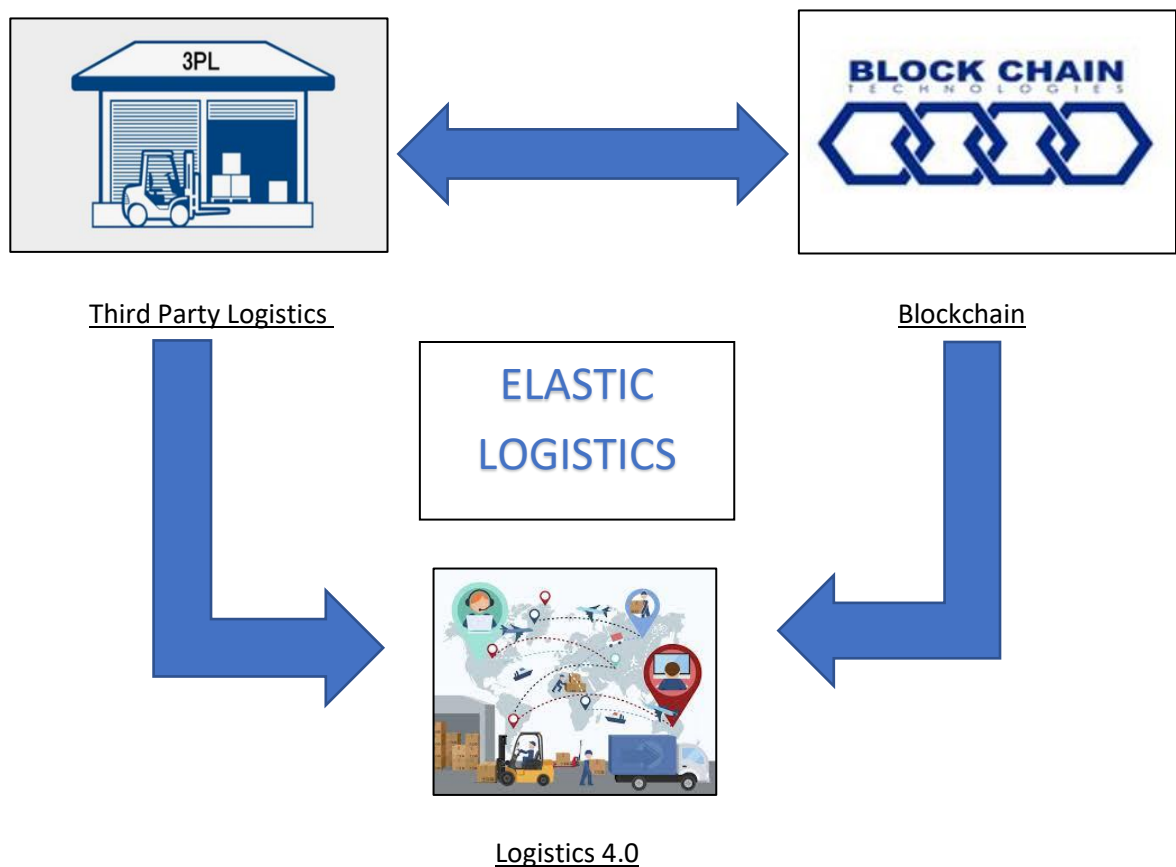 3PL
BLOCK CHAIN
TECHNOLOGIES
Third Party Logistics
Blockchain
ELASTIC
LOGISTICS
Logistics 4.0